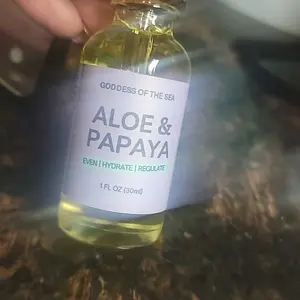 GODDESS OF THE SEA
ALOE &
PAPAYA
EVEN | HYDRATE | REGULATE
1 FL OZ (30ml)